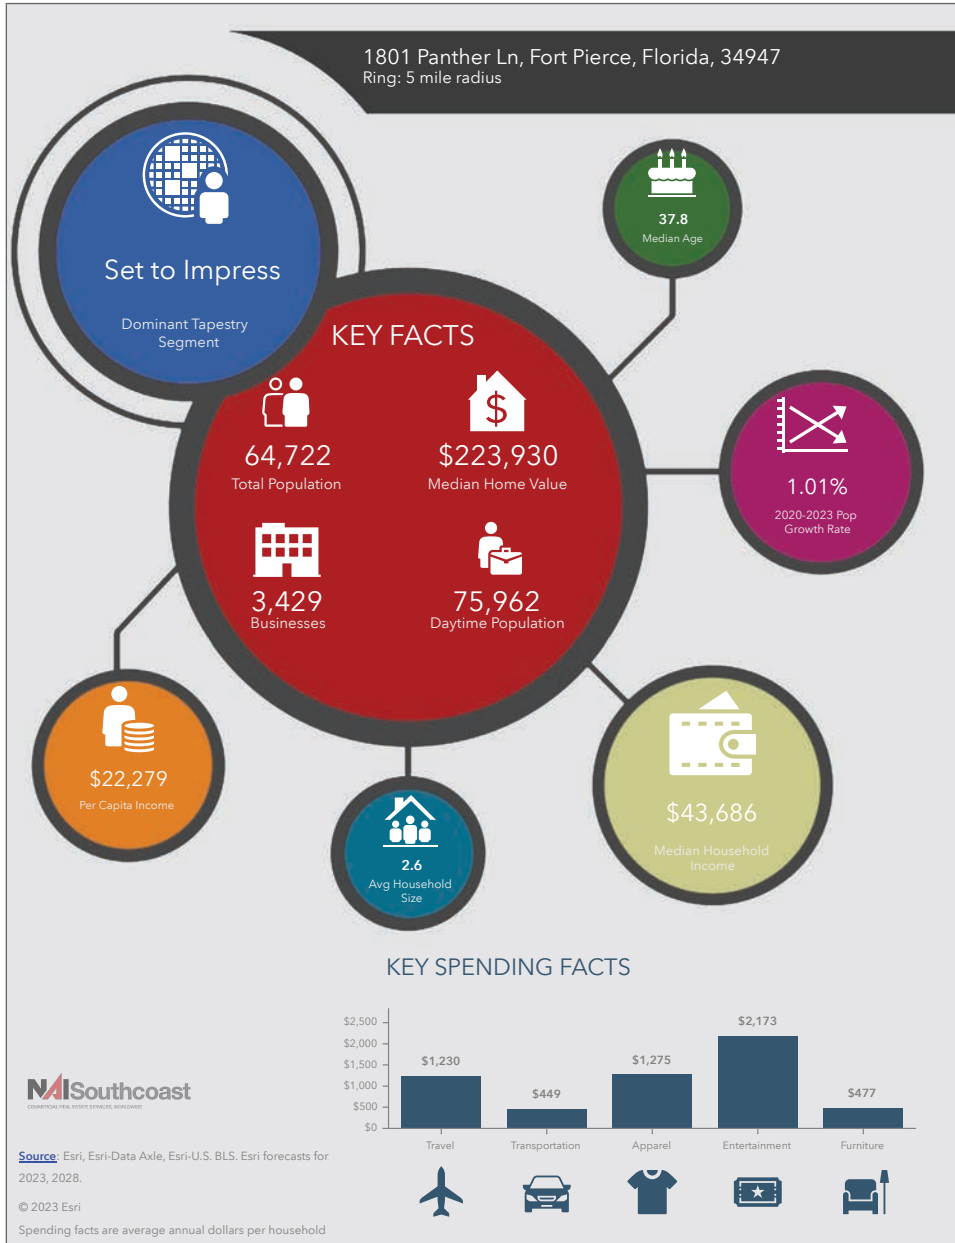 1801 Panther Ln, Fort Pierce, Florida, 34947
Ring: 5 mile radius
Set to Impress
Dominant Tapestry
Segment
37.8
Median Age
KEY FACTS
$
64,722
Total Population
$223,930
Median Home Value
3,429
Businesses
75,962
Daytime Population
1.01%
2020-2023 Pop
Growth Rate
$22,279
Per Capita Income
2.6
Avg Household
Size
$43,686
Median Household
Income
KEY SPENDING FACTS
$2,500
$2,000
$1,500
$1,000
$500
$0
$1,230
$449
$1,275
$2,173
$477
Travel
Transportation
Apparel
Entertainment
Furniture
NAISouthcoast
COMMERCIAL REAL ESTATE SERVICES, WORLDWIDE
Source: Esri, Esri-Data Axle, Esri-U.S. BLS. Esri forecasts for
2023, 2028.
© 2023 Esri
Spending facts are average annual dollars per household